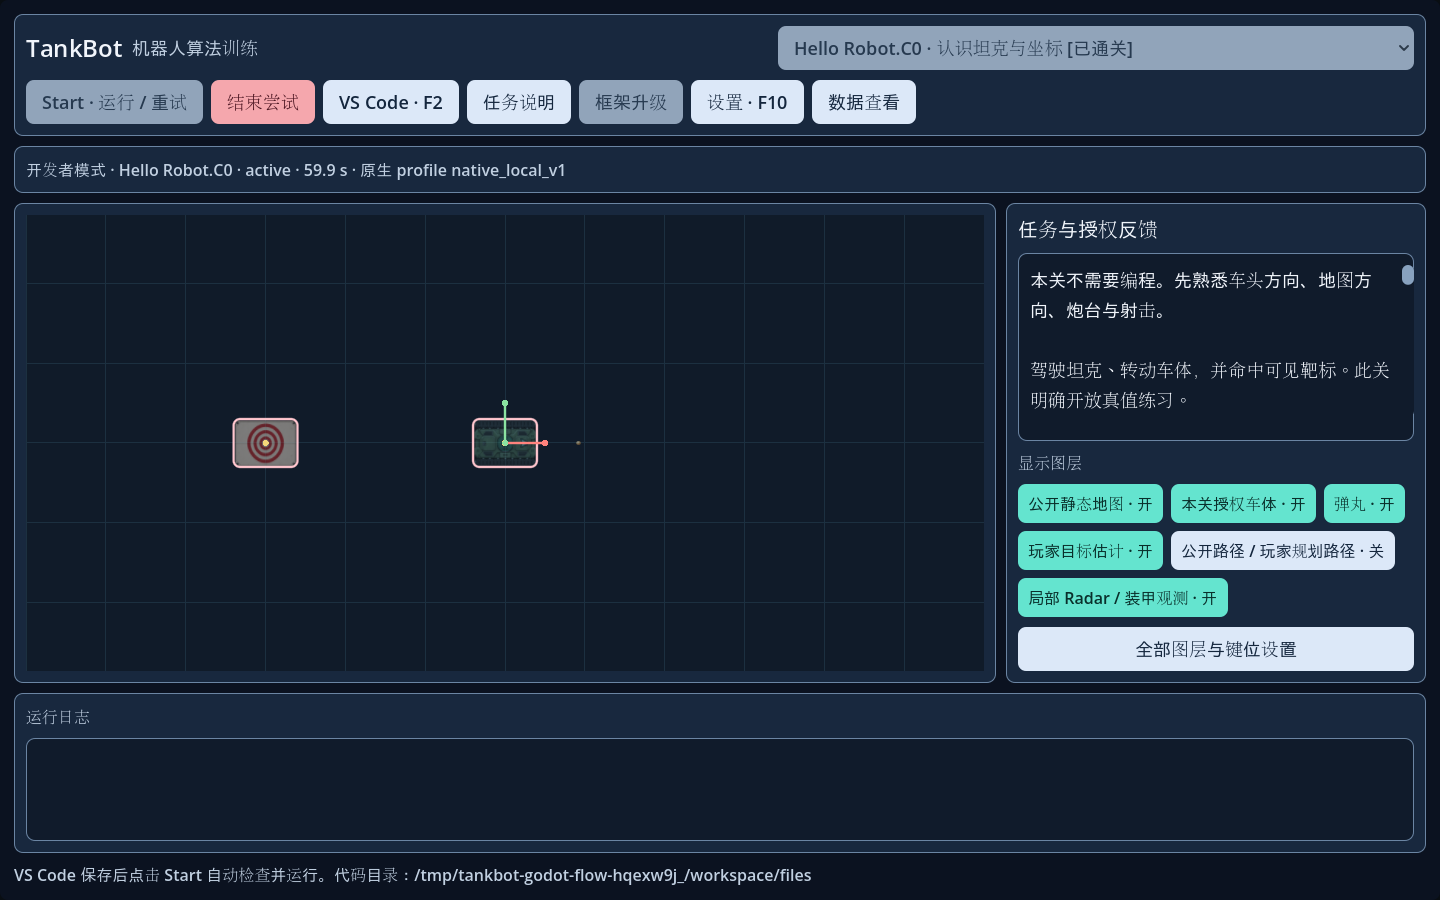 TankBot 机器人算法训练
Hello Robot.C0 · 认识坦克与坐标 [已通关]
Start · 运行 / 重试
结束尝试
VS Code · F2
任务说明
框架升级
设置 · F10
数据查看
开发者模式 · Hello Robot.C0 · active · 59.9 s · 原生 profile native_local_v1
任务与授权反馈
本关不需要编程。先熟悉车头方向、地图方
向、炮台与射击。
驾驶坦克、转动车体，并命中可见靶标。此关
明确开放真值练习。
显示图层
公开静态地图 · 开
本关授权车体 · 开
弹丸 · 开
玩家目标估计 · 开
公开路径 / 玩家规划路径 · 关
局部 Radar / 装甲观测 · 开
全部图层与键位设置
运行日志
VS Code 保存后点击 Start 自动检查并运行。代码目录：/tmp/tankbot-godot-flow-hqexw9j_/workspace/files